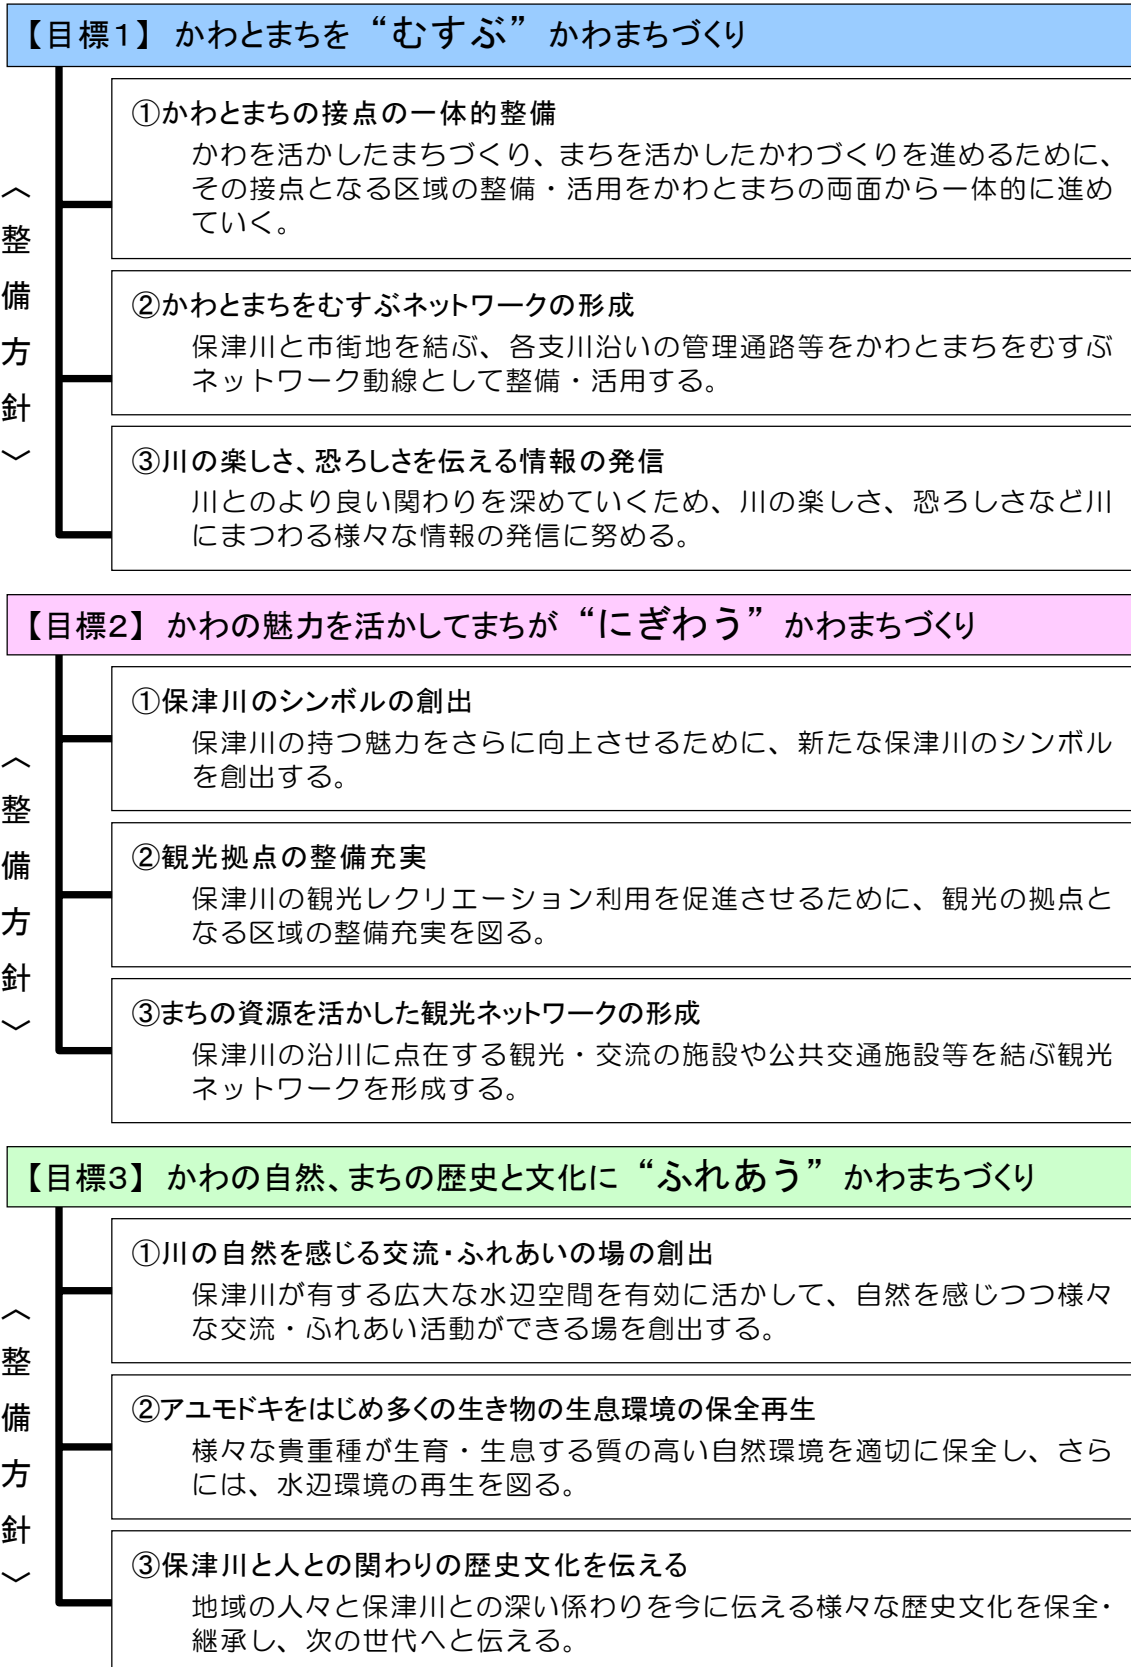 【目標1】 かわとまちを “むすぶ” かわまちづくり
〈整備方針〉
①かわとまちの接点の一体的整備
かわを活かしたまちづくり、まちを活かしたかわづくりを進めるために、
その接点となる区域の整備・活用をかわとまちの両面から一体的に進め
ていく。
②かわとまちをむすぶネットワークの形成
保津川と市街地を結ぶ、各支川沿いの管理通路等をかわとまちをむすぶ
ネットワーク動線として整備・活用する。
③川の楽しさ、恐ろしさを伝える情報の発信
川とのより良い関わりを深めていくため、川の楽しさ、恐ろしさなど川
にまつわる様々な情報の発信に努める。
【目標2】 かわの魅力を活かしてまちが “にぎわう” かわまちづくり
〈整備方針〉
①保津川のシンボルの創出
保津川の持つ魅力をさらに向上させるために、新たな保津川のシンボル
を創出する。
②観光拠点の整備充実
保津川の観光レクリエーション利用を促進させるために、観光の拠点と
なる区域の整備充実を図る。
③まちの資源を活かした観光ネットワークの形成
保津川の沿川に点在する観光・交流の施設や公共交通施設等を結ぶ観光
ネットワークを形成する。
【目標3】 かわの自然、まちの歴史と文化に “ふれあう” かわまちづくり
〈整備方針〉
①川の自然を感じる交流・ふれあいの場の創出
保津川が有する広大な水辺空間を有効に活かして、自然を感じつつ様々
な交流・ふれあい活動ができる場を創出する。
②アユモドキをはじめ多くの生き物の生息環境の保全再生
様々な貴重種が生育・生息する質の高い自然環境を適切に保全し、さら
には、水辺環境の再生を図る。
③保津川と人との関わりの歴史文化を伝える
地域の人々と保津川との深い係わりを今に伝える様々な歴史文化を保全・
継承し、次の世代へと伝える。